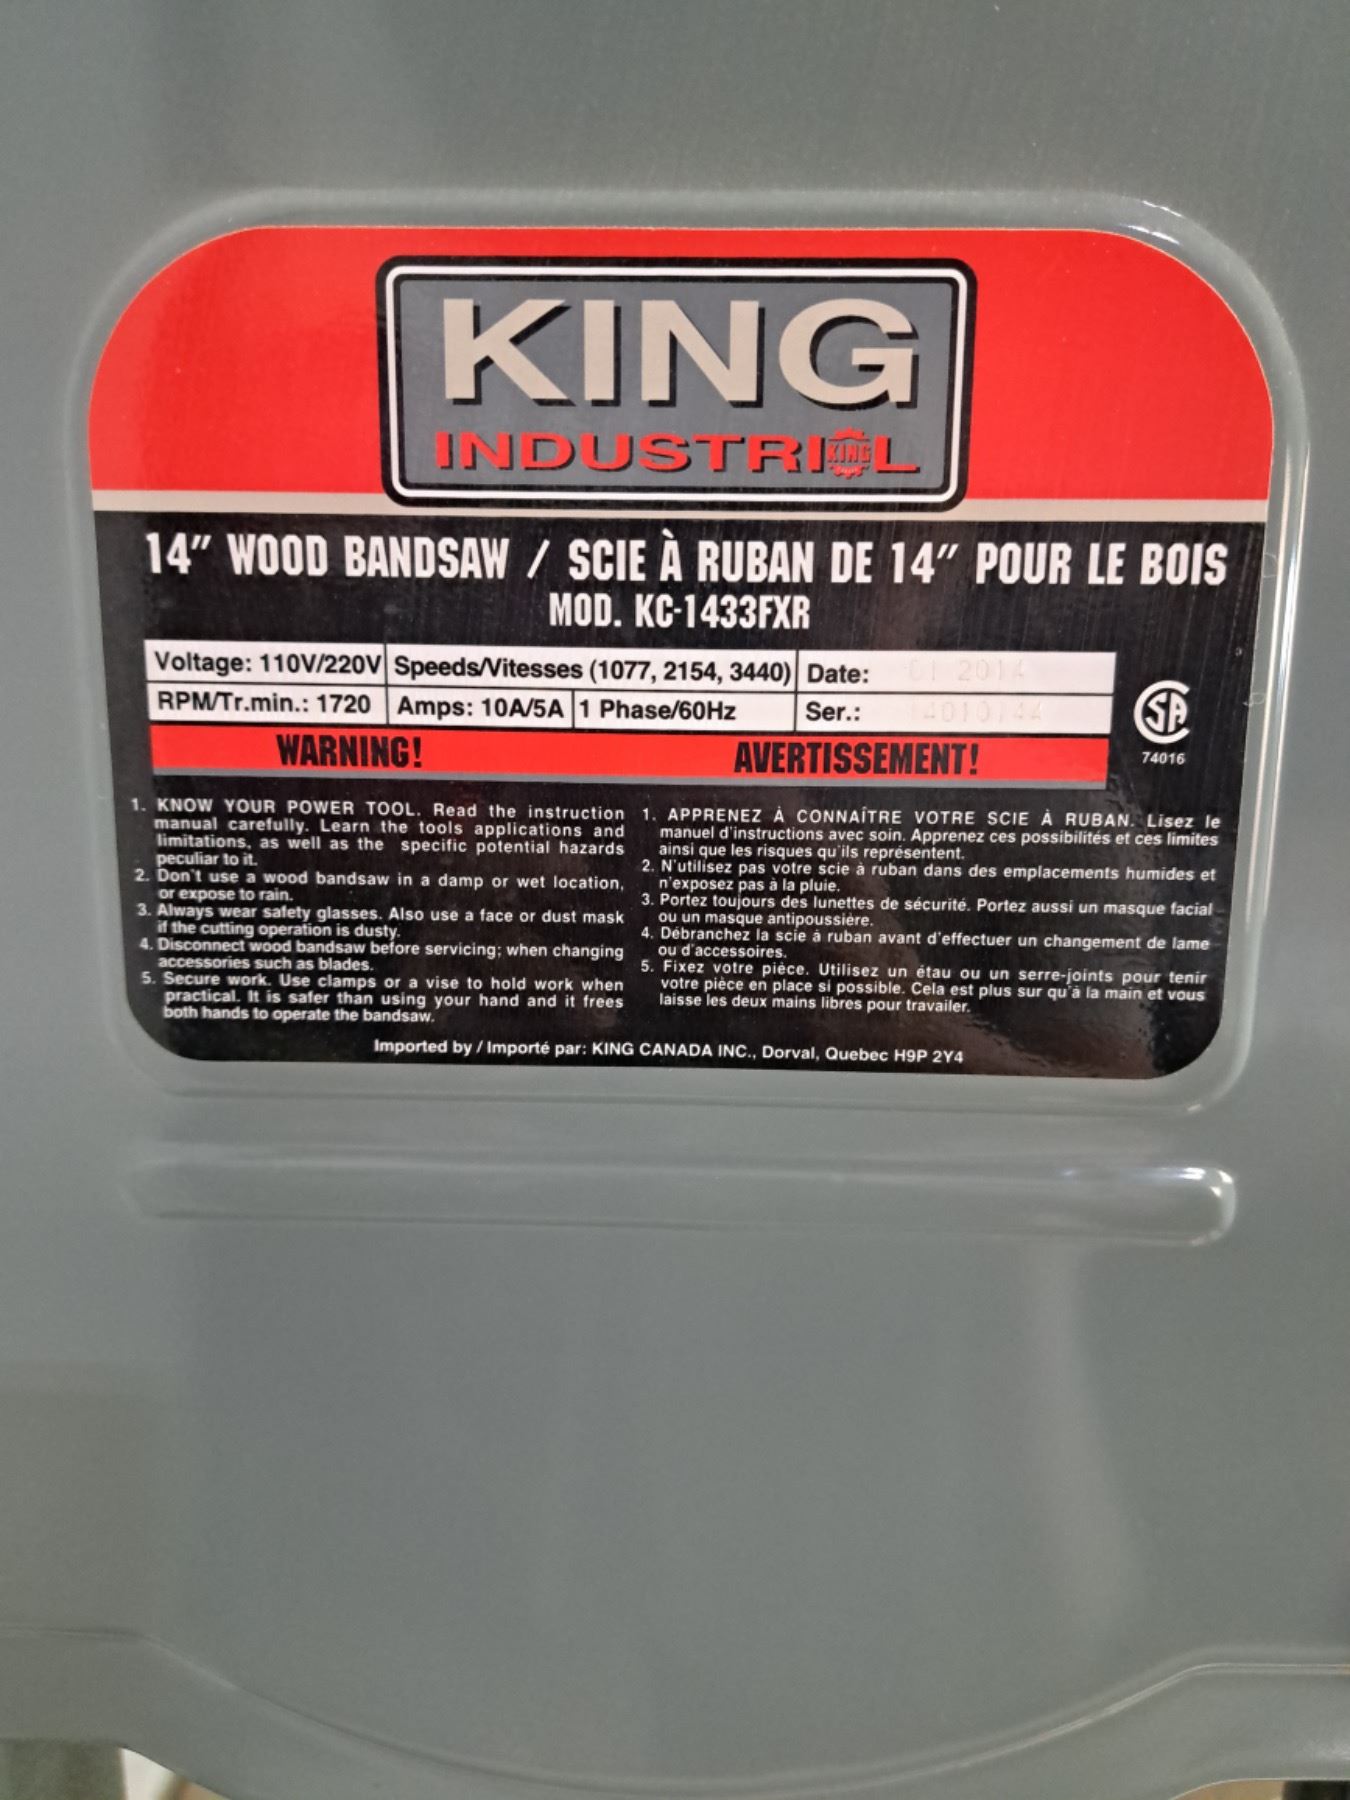 KING
INDUSTRIAL
KING
14" WOOD BANDSAW / SCIE À RUBAN DE 14" POUR LE BOIS
MOD. KC-1433FXR
Voltage: 110V/220V Speeds/Vitesses (1077, 2154, 3440) Date: 01 2014
RPM/Tr.min.: 1720 Amps: 10A/5A 1 Phase/60Hz Ser.:
74016
WARNING! AVERTISSEMENT!
1. KNOW YOUR POWER TOOL. Read the instruction
manual carefully. Learn the tools applications and
limitations, as well as the specific potential hazards
peculiar to it.
2. Don't use a wood bandsaw in a damp or wet location,
or expose to rain.
3. Always wear safety glasses. Also use a face or dust mask
if the cutting operation is dusty.
4. Disconnect wood bandsaw before servicing; when changing
accessories such as blades.
5. Secure work. Use clamps or a vise to hold work when
practical. It is safer than using your hand and it frees
both hands to operate the bandsaw.
1. APPRENEZ À CONNAÎTRE VOTRE SCIE À RUBAN. Lisez le
manuel d'instructions avec soin. Apprenez ces possibilités et ces limites
ainsi que les risques qu'ils représentent.
2. N'utilisez pas votre scie à ruban dans des emplacements humides et
n'exposez pas à la pluie.
3. Portez toujours des lunettes de sécurité. Portez aussi un masque facial
ou un masque antipoussière.
4. Débranchez la scie à ruban avant d'effectuer un changement de lame
ou d'accessoires.
5. Fixez votre pièce. Utilisez un étau ou un serre-joints pour tenir
votre pièce en place si possible. Cela est plus sur qu'à la main et vous
laisse les deux mains libres pour travailer.
Imported by / Importé par: KING CANADA INC., Dorval, Quebec H9P 2Y4